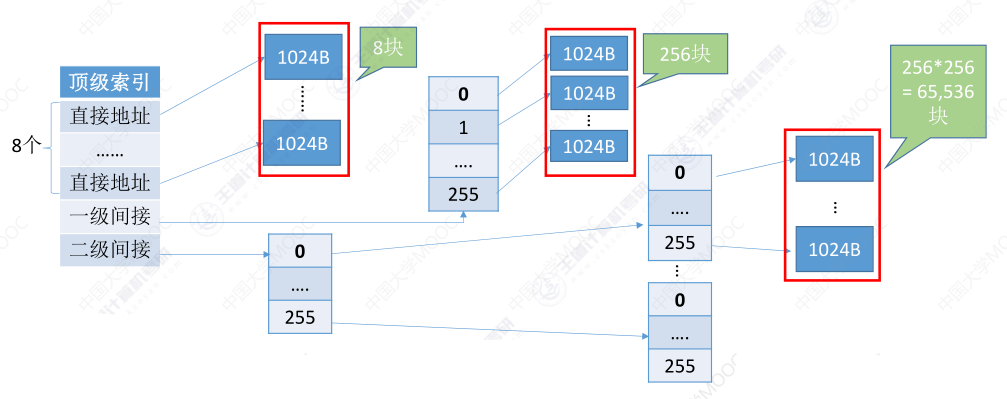 顶级索引
直接地址
……
直接地址
一级间接
二级间接
8个
1024B
……
1024B
8块
0
1
….
255
1024B
1024B
…
1024B
256块
0
….
255
0
….
255
…
0
….
255
1024B
…
1024B
256*256
= 65,536
块
中国大学MOOC
王道计算机考研